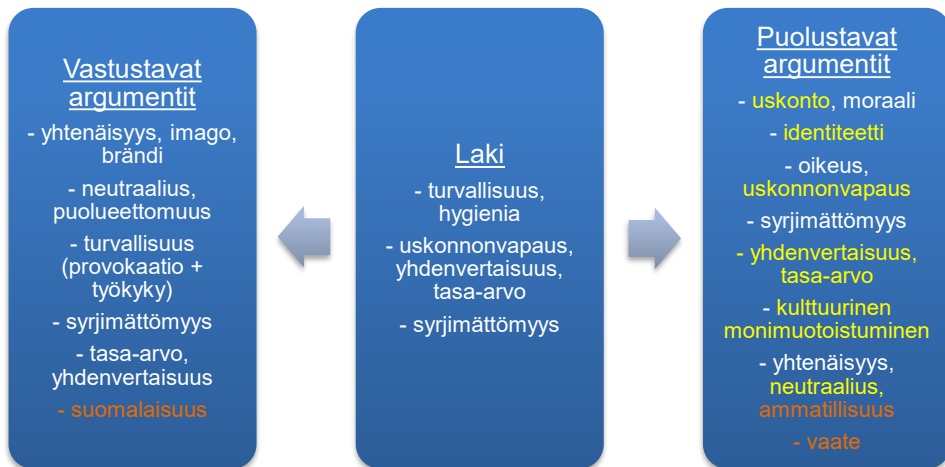 Vastustavat
argumentit
- yhtenäisyys, imago,
brändi
- neutraalius,
puolueettomuus
- turvallisuus
(provokaatio +
työkyky)
- syrjimättömyys
- tasa-arvo,
yhdenvertaisuus
- suomalaisuus
Laki
- turvallisuus,
hygienia
- uskonnonvapaus,
yhdenvertaisuus,
tasa-arvo
- syrjimättömyys
Puolustavat
argumentit
- uskonto, moraali
- identiteetti
- oikeus,
uskonnonvapaus
- syrjimättömyys
- yhdenvertaisuus,
tasa-arvo
- kulttuurinen
monimuotoistuminen
- yhtenäisyys,
neutraalius,
ammatillisuus
- vaate